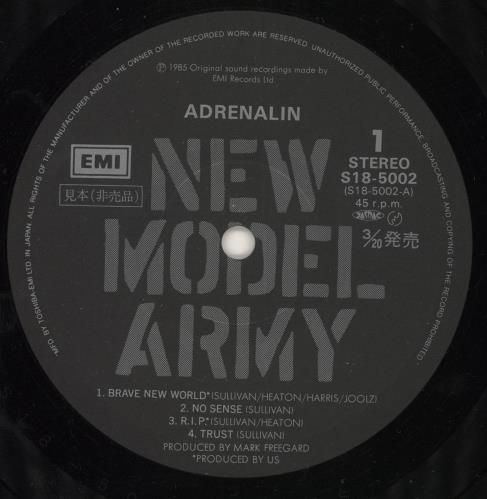 ALL RIGHTS OF THE MANUFACTURER AND OF THE OWNER OF THE RECORDED WORK ARE RESERVED. UNAUTHORIZED PUBLIC PERFORMANCE, BROADCASTING AND COPYING OF THE RECORD PROHIBITED.
℗ 1985 Original sound recordings made by
EMI Records Ltd.
ADRENALIN
EMI
見本(非売品)
1
STEREO
S18-5002
(S18-5002-A)
45 r.p.m.
3/20 発売
NEW
MODEL
ARMY
1. BRAVE NEW WORLD*(SULLIVAN/HEATON/HARRIS/JOOLZ)
2. NO SENSE (SULLIVAN)
3. R.I.P.*(SULLIVAN/HEATON)
4. TRUST (SULLIVAN)
PRODUCED BY MARK FREEGARD
*PRODUCED BY US
MFD BY TOSHIBA-EMI LTD. IN JAPAN.